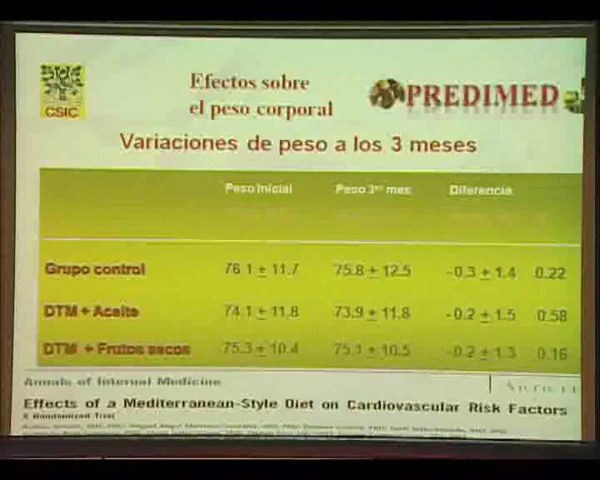 CSIC
Efectos sobre
el peso corporal
PREDIMED
Variaciones de peso a los 3 meses
Peso Inicial Peso 3er mes Diferencia
Grupo control 76.1 ± 11.7 75.8 ± 12.5 -0.3 ± 1.4 0.22
DTM + Aceite 74.1 ± 11.8 73.9 ± 11.8 -0.2 ± 1.5 0.58
DTM + Frutos secos 75.3 ± 10.4 75.1 ± 10.5 -0.2 ± 1.3 0.16
Annals of Internal Medicine
Effects of a Mediterranean-Style Diet on Cardiovascular Risk Factors
A Randomized Trial